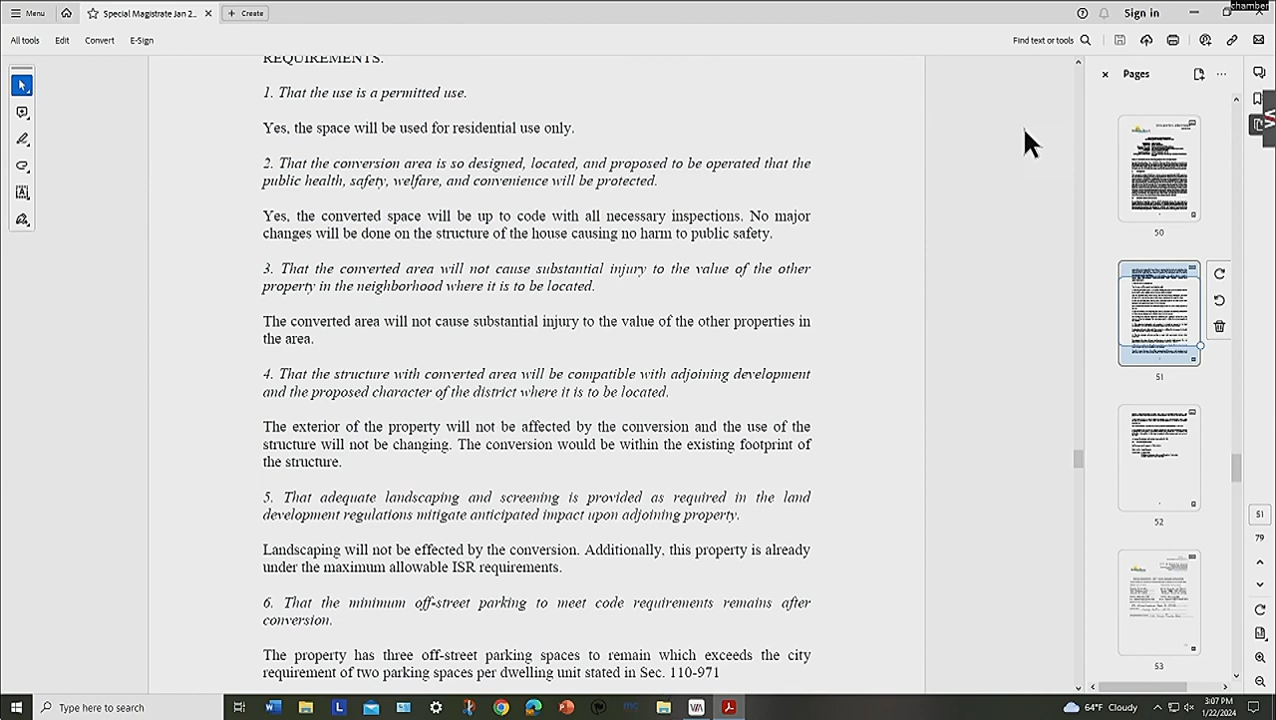 chamber
Menu
Special Magistrate Jan 2...
Create
Sign in
All tools Edit Convert E-Sign
Find text or tools
Pages
REQUIREMENTS.
1. That the use is a permitted use.
Yes, the space will be used for residential use only.
2. That the conversion area is so designed, located, and proposed to be operated that the
public health, safety, welfare, and convenience will be protected.
Yes, the converted space will be up to code with all necessary inspections. No major
changes will be done on the structure of the house causing no harm to public safety.
3. That the converted area will not cause substantial injury to the value of the other
property in the neighborhood where it is to be located.
The converted area will not cause substantial injury to the value of the other properties in
the area.
4. That the structure with converted area will be compatible with adjoining development
and the proposed character of the district where it is to be located.
The exterior of the property will not be affected by the conversion and the use of the
structure will not be changing. The conversion would be within the existing footprint of
the structure.
5. That adequate landscaping and screening is provided as required in the land
development regulations mitigate anticipated impact upon adjoining property.
Landscaping will not be effected by the conversion. Additionally, this property is already
under the maximum allowable ISR requirements.
6. That the minimum off-street parking to meet code requirements remains after
conversion.
The property has three off-street parking spaces to remain which exceeds the city
requirement of two parking spaces per dwelling unit stated in Sec. 110-971
50
51
52
53
51
79
Type here to search
64°F Cloudy
3:07 PM
1/22/2024